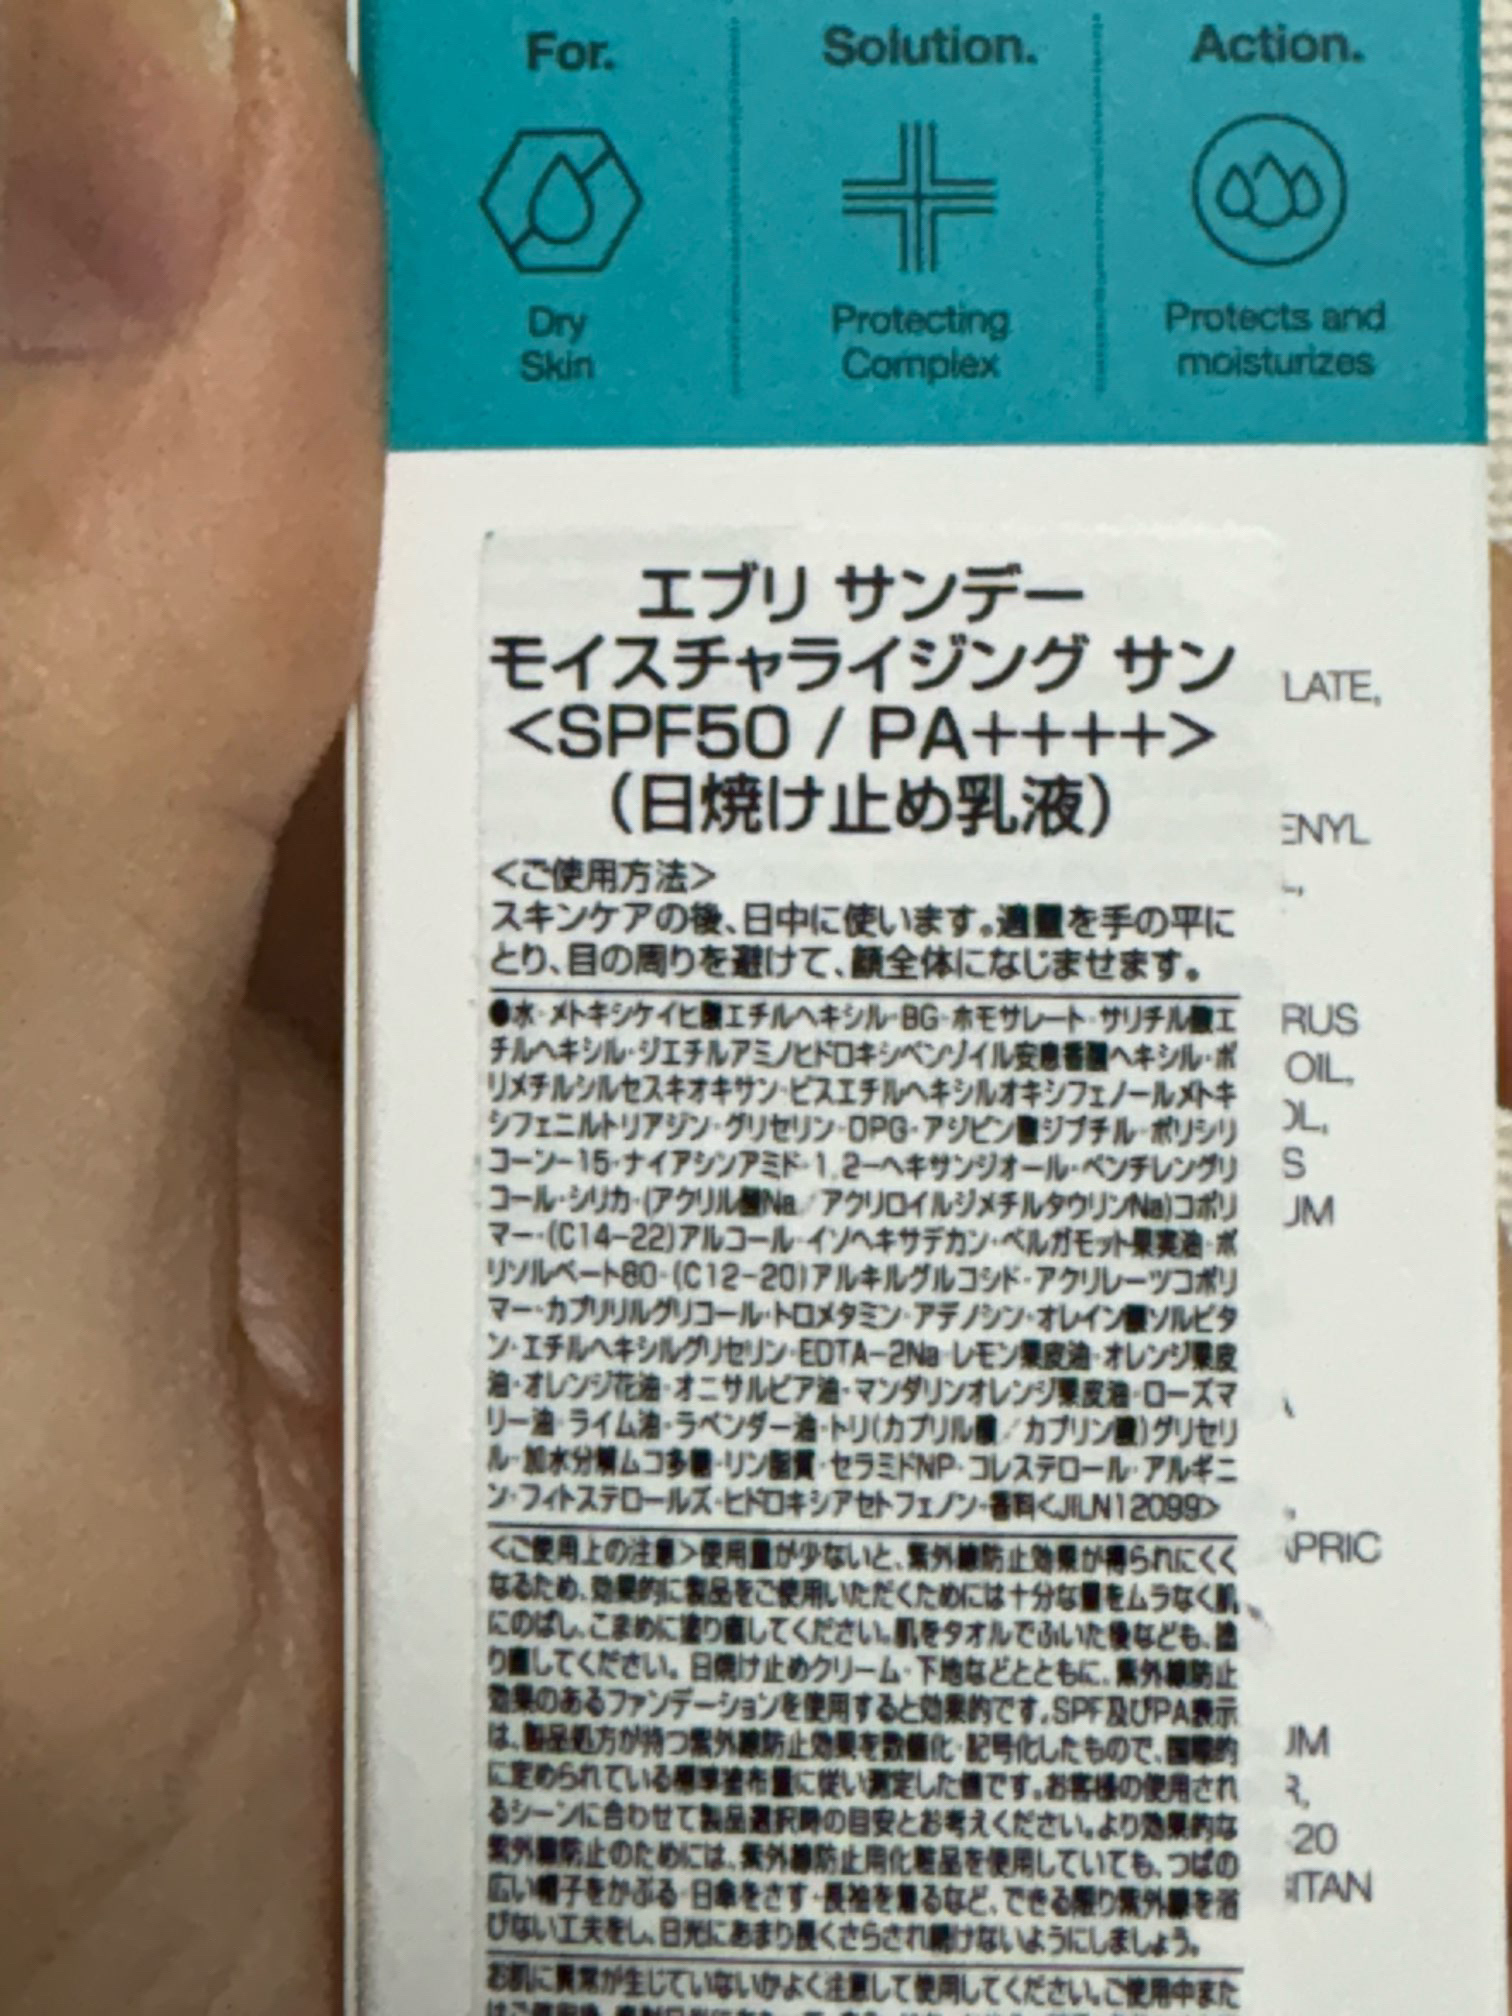 For.
Solution.
Action.
Dry
Skin
Protecting
Complex
Protects and
moisturizes
エブリ サンデー
モイスチャライジング サン
<SPF50 / PA++++>
(日焼け止め乳液)
<ご使用方法>
スキンケアの後、日中に使います。適量を手の平に
とり、目の周りを避けて、顔全体になじませます。
●水・メトキシケイヒ酸エチルヘキシル・BG・ホモサレート・サリチル酸エ
チルヘキシル・ジエチルアミノヒドロキシベンゾイル安息香酸ヘキシル・ポ
リメチルシルセスキオキサン・ビスエチルヘキシルオキシフェノールメトキ
シフェニルトリアジン・グリセリン・DPG・アジピン酸ジブチル・ポリシリ
コーン-15・ナイアシンアミド・1,2-ヘキサンジオール・ペンチレングリ
コール・シリカ・(アクリル酸Na/アクリロイルジメチルタウリンNa)コポリ
マー・(C14-22)アルコール・イソヘキサデカン・ベルガモット果実油・ポ
リソルベート80・(C12-20)アルキルグルコシド・アクリレーツコポリ
マー・カプリリルグリコール・トロメタミン・アデノシン・オレイン酸ソルビタ
ン・エチルヘキシルグリセリン・EDTA-2Na・レモン果皮油・オレンジ果皮
油・オレンジ花油・オニサルビア油・マンダリンオレンジ果皮油・ローズマ
リー油・ライム油・ラベンダー油・トリ(カプリル酸/カプリン酸)グリセリ
ル・加水分解ムコ多糖・リン脂質・セラミドNP・コレステロール・アルギニ
ン・フィトステロールズ・ヒドロキシアセトフェノン・香料<JILN12099>
<ご使用上の注意>使用量が少ないと、紫外線防止効果が得られにくく
なるため、効果的に製品をご使用いただくためには十分な量をムラなく肌
にのばし、こまめに塗り直してください。肌をタオルでふいた後なども、塗
り直してください。日焼け止めクリーム・下地などとともに、紫外線防止
効果のあるファンデーションを使用すると効果的です。SPF及びPA表示
は、製品処方が持つ紫外線防止効果を数値化・記号化したもので、国際的
に定められている標準塗布量に従い測定した値です。お客様の使用され
るシーンに合わせて製品選択時の目安とお考えください。より効果的な
紫外線防止のためには、紫外線防止用化粧品を使用していても、つばの
広い帽子をかぶる・日傘をさす・長袖を着るなど、できる限り紫外線を浴
びない工夫をし、日光にあまり長くさらされ続けないようにしましょう。
お肌に異常が生じていないかよく注意して使用してください。ご使用中また
LATE,
ENYL
L,
RUS
OIL,
OL,
S
UM
APRIC
UM
R,
-20
BITAN